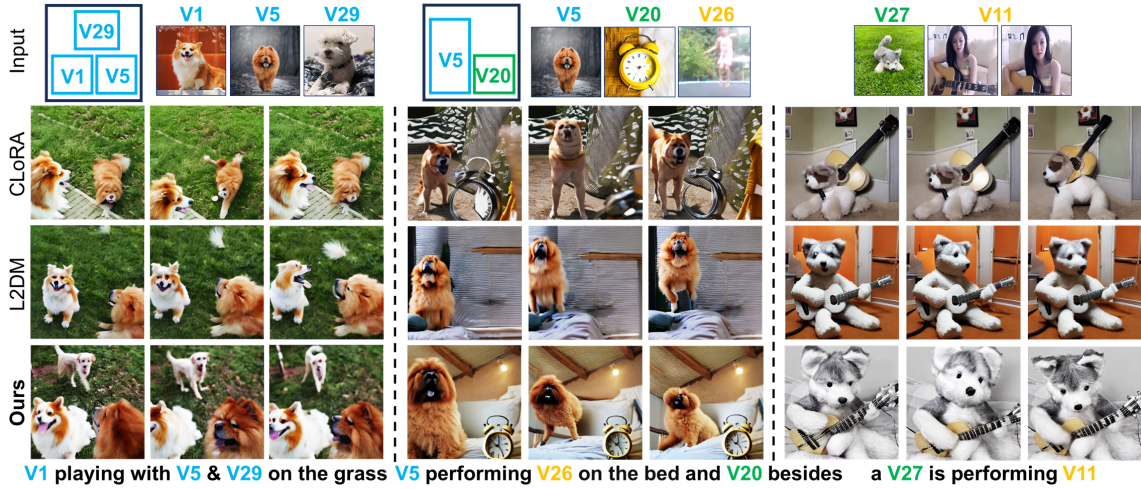 Input
V29
V1 V5
V1 V5 V29
V5
V20
V5 V20 V26
V27 V11
CLoRA
L2DM
Ours
V1 playing with V5 & V29 on the grass
V5 performing V26 on the bed and V20 besides
a V27 is performing V11